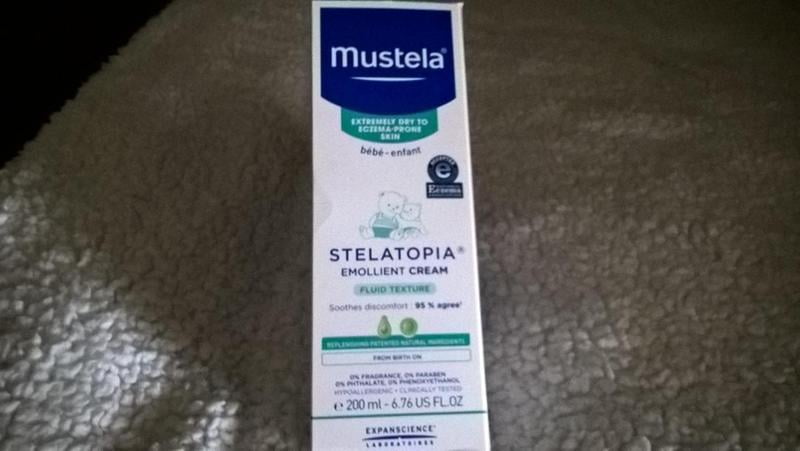 mustela®
EXTREMELY DRY TO
ECZEMA-PRONE
SKIN
bébé - enfant
e
Eczema
STELATOPIA®
EMOLLIENT CREAM
FLUID TEXTURE
Soothes discomfort : 95 % agree¹
REPLENISHING PATENTED NATURAL INGREDIENTS
FROM BIRTH ON
0% FRAGRANCE, 0% PARABEN
0% PHTHALATE, 0% PHENOXYETHANOL
HYPOALLERGENIC • CLINICALLY TESTED
℮ 200 ml - 6.76 US FL.OZ
EXPANSCIENCE®
LABORATOIRES